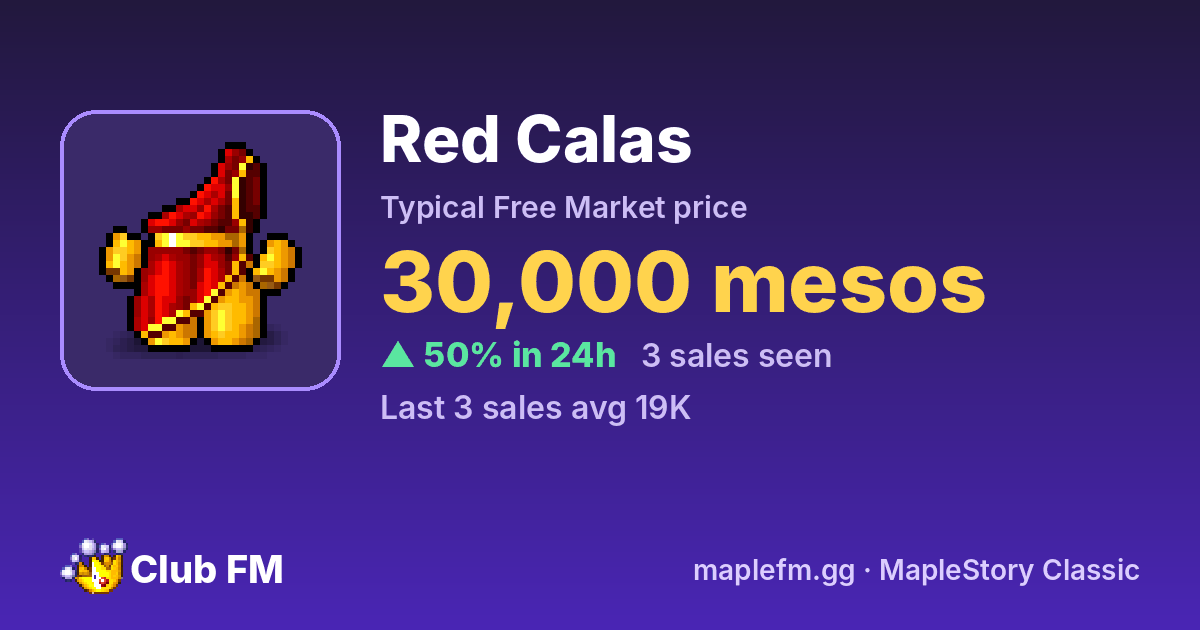 Red Calas
Typical Free Market price
30,000 mesos
▲ 50% in 24h 3 sales seen
Last 3 sales avg 19K
Club FM
maplefm.gg · MapleStory Classic